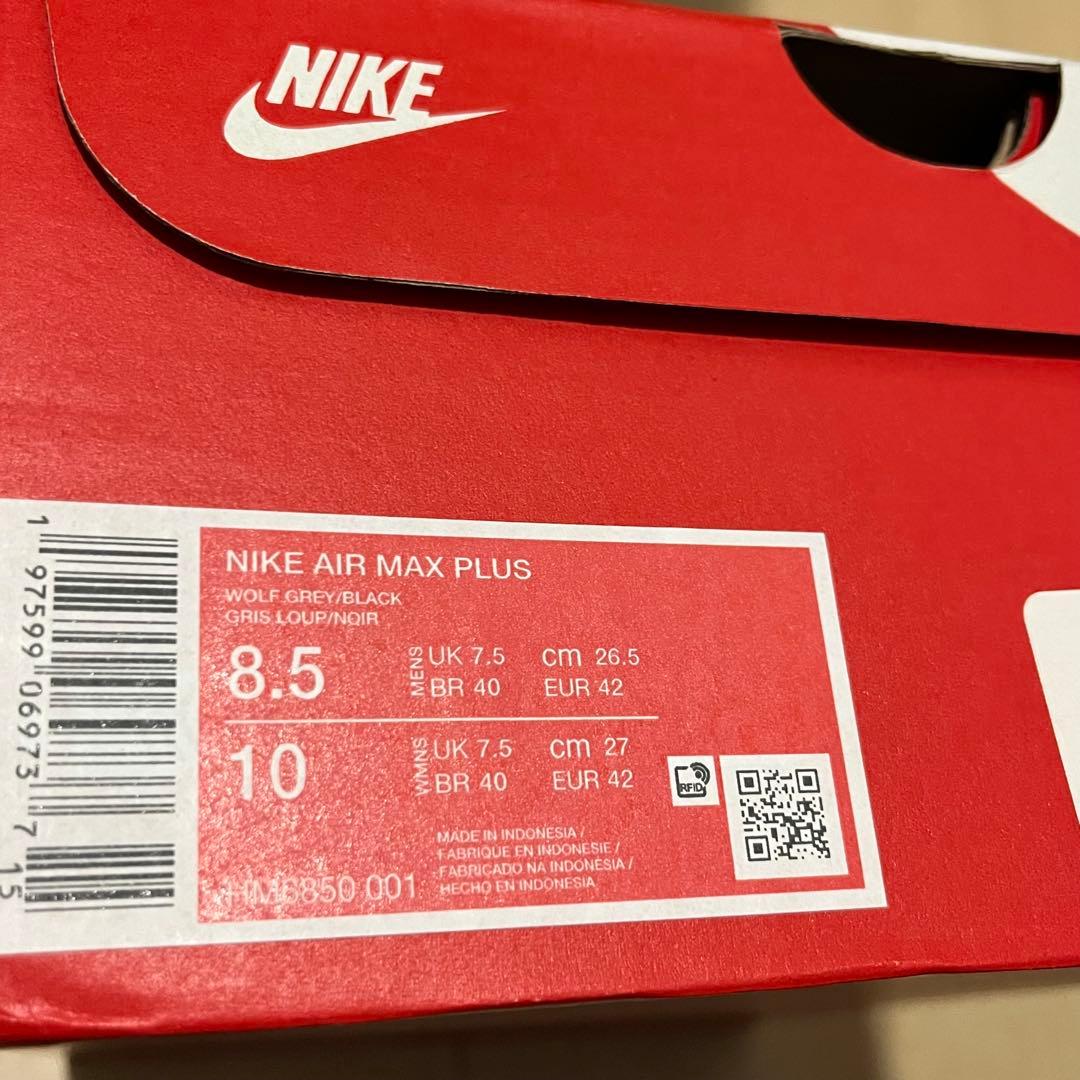 NIKE
NIKE AIR MAX PLUS
WOLF GREY/BLACK
GRIS LOUP/NOIR
8.5 MENS UK 7.5 cm 26.5
BR 40 EUR 42
10 WMNS UK 7.5 cm 27
BR 40 EUR 42
RFID
MADE IN INDONESIA /
FABRIQUE EN INDONESIE /
FABRICADO NA INDONESIA /
HECHO EN INDONESIA
HM6850 001
1 97599 06973 7 15